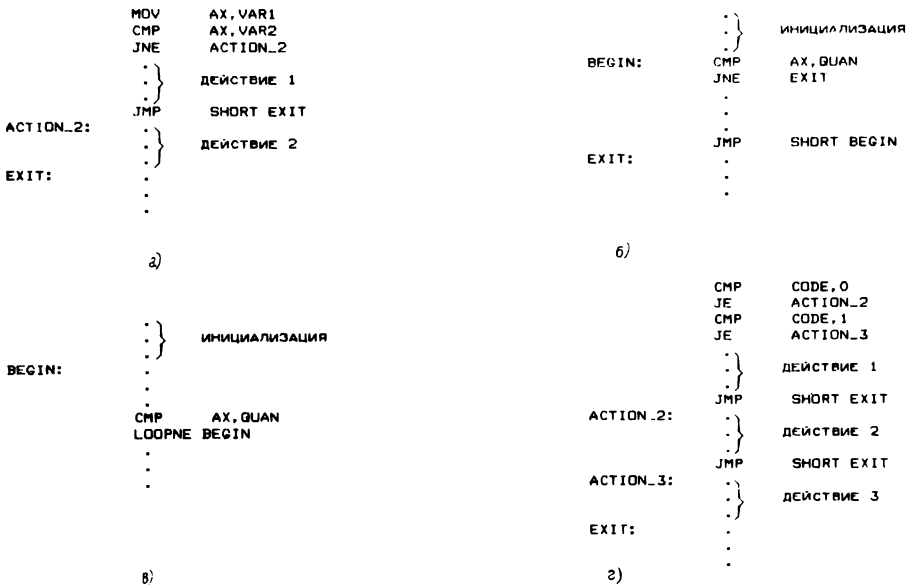 MOV AX,VAR1
CMP AX,VAR2
JNE ACTION_2
ДЕЙСТВИЕ 1
JMP SHORT EXIT
ACTION_2:
ДЕЙСТВИЕ 2
EXIT:
а)
ИНИЦИАЛИЗАЦИЯ
BEGIN: CMP AX,QUAN
JNE EXIT
JMP SHORT BEGIN
EXIT:
б)
ИНИЦИАЛИЗАЦИЯ
BEGIN:
CMP AX,QUAN
LOOPNE BEGIN
в)
CMP CODE,0
JE ACTION_2
CMP CODE,1
JE ACTION_3
ДЕЙСТВИЕ 1
JMP SHORT EXIT
ACTION_2:
ДЕЙСТВИЕ 2
JMP SHORT EXIT
ACTION_3:
ДЕЙСТВИЕ 3
EXIT:
г)